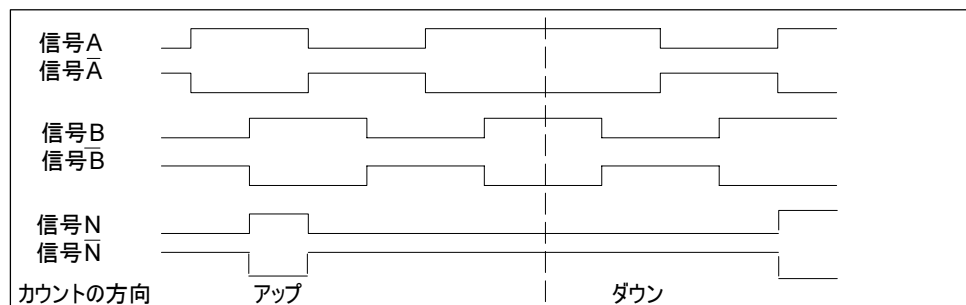 信号A
信号A̅
信号B
信号B̅
信号N
信号N̅
カウントの方向 アップ ダウン